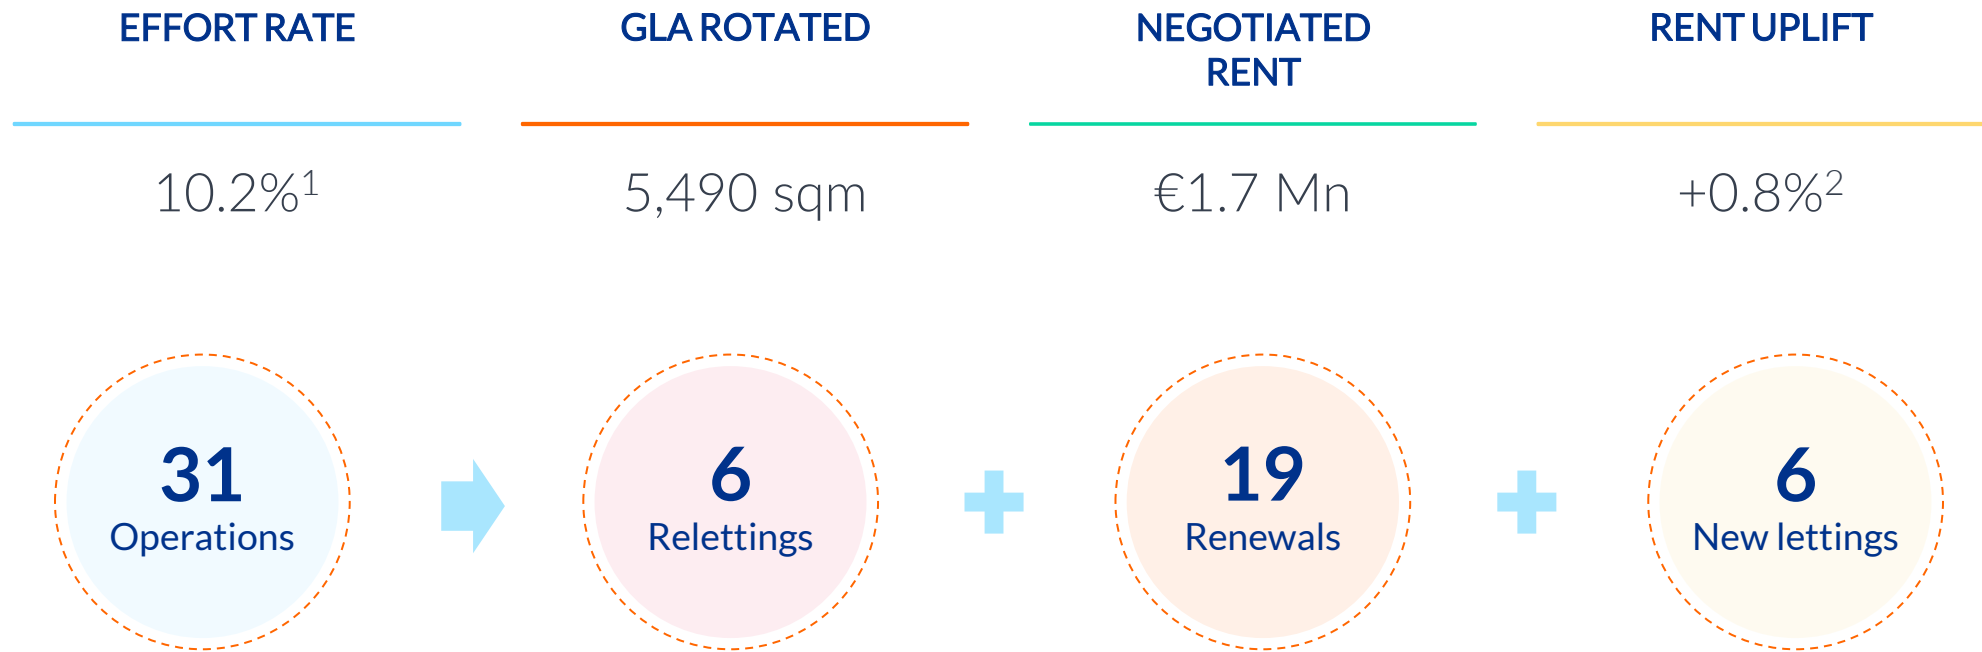 EFFORT RATE
GLA ROTATED
NEGOTIATED
RENT
RENT UPLIFT
10.2%¹
5,490 sqm
€1.7 Mn
+0.8%²
31
Operations
6
Relettings
19
Renewals
6
New lettings